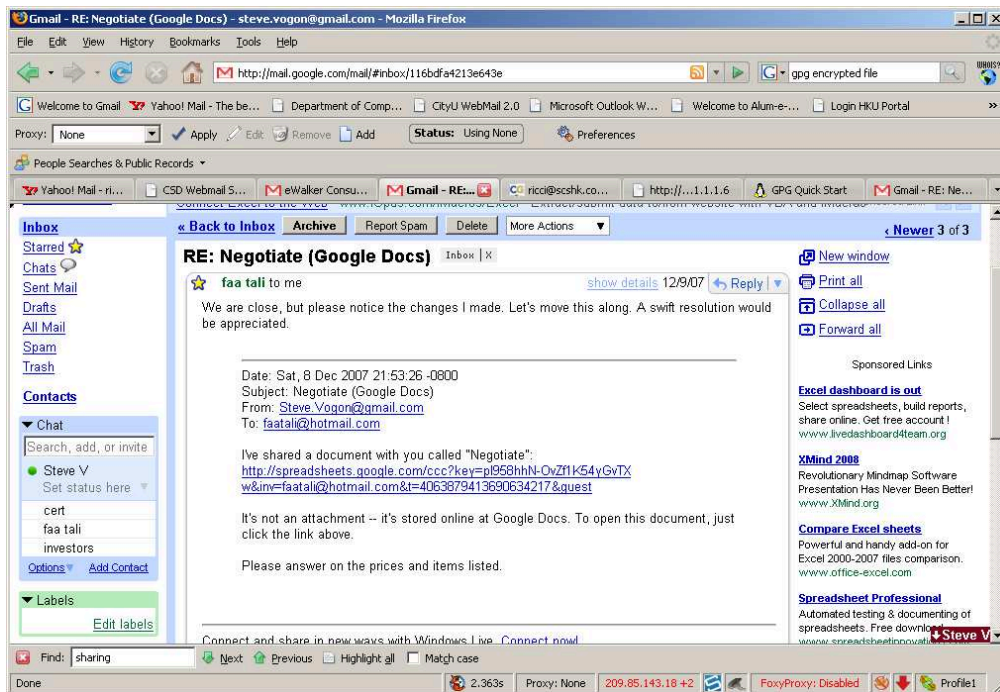 Gmail - RE: Negotiate (Google Docs) - steve.vogon@gmail.com - Mozilla Firefox
File Edit View History Bookmarks Tools Help
http://mail.google.com/mail/#inbox/116bdfa4213e643e
gpg encrypted file
WHOIS?
Welcome to Gmail Yahoo! Mail - The be... Department of Comp... CityU WebMail 2.0 Microsoft Outlook W... Welcome to Alum-e-... Login HKU Portal »
Proxy: None Apply Edit Remove Add Status: Using None Preferences
People Searches & Public Records
Yahoo! Mail - ri... CSD Webmail S... eWalker Consu... Gmail - RE:... ricci@scshk.co... http://...1.1.1.6 GPG Quick Start Gmail - RE: Ne...
Inbox
Starred
Chats
Sent Mail
Drafts
All Mail
Spam
Trash
Contacts
Chat
Search, add, or invite
Steve V
Set status here
cert
faa tali
investors
Options Add Contact
Labels
Edit labels
« Back to Inbox Archive Report Spam Delete More Actions ‹ Newer 3 of 3
RE: Negotiate (Google Docs) Inbox | X
faa tali to me show details 12/9/07 Reply
We are close, but please notice the changes I made. Let's move this along. A swift resolution would
be appreciated.
Date: Sat, 8 Dec 2007 21:53:26 -0800
Subject: Negotiate (Google Docs)
From: Steve.Vogon@gmail.com
To: faatali@hotmail.com
I've shared a document with you called "Negotiate":
http://spreadsheets.google.com/ccc?key=pl958hhN-OvZf1K54yGvTX
w&inv=faatali@hotmail.com&t=4063879413690634217&guest
It's not an attachment -- it's stored online at Google Docs. To open this document, just
click the link above.
Please answer on the prices and items listed.
Connect and share in new ways with Windows Live. Connect now!
New window
Print all
Collapse all
Forward all
Sponsored Links
Excel dashboard is out
Select spreadsheets, build reports,
share online. Get free account !
www.livedashboard4team.org
XMind 2008
Revolutionary Mindmap Software
Presentation Has Never Been Better!
www.XMind.org
Compare Excel sheets
Powerful and handy add-on for
Excel 2000-2007 files comparison.
www.office-excel.com
Spreadsheet Professional
Automated testing & documenting of
spreadsheets. Free
Steve V
Find: sharing Next Previous Highlight all Match case
Done 2.363s Proxy: None 209.85.143.18 +2 FoxyProxy: Disabled Profile1